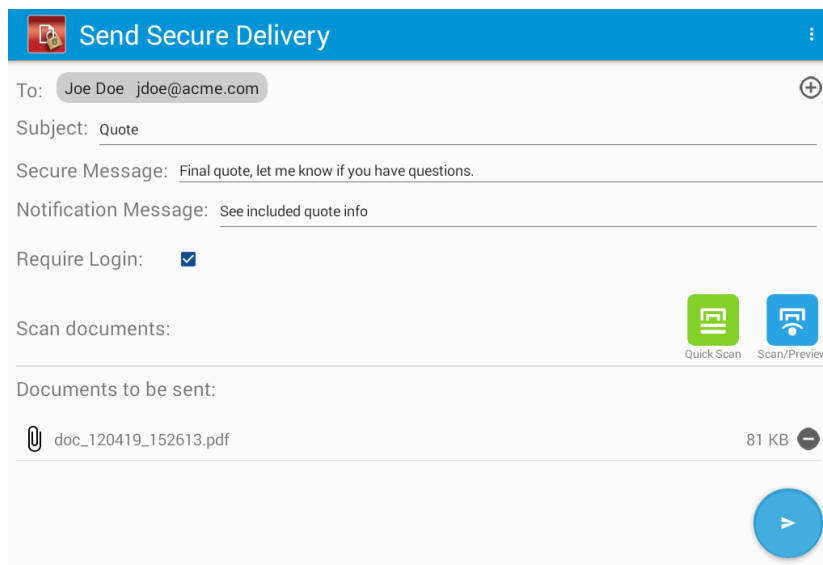 Send Secure Delivery
To: Joe Doe jdoe@acme.com
Subject: Quote
Secure Message: Final quote, let me know if you have questions.
Notification Message: See included quote info
Require Login:
Scan documents:
Quick Scan Scan/Preview
Documents to be sent:
doc_120419_152613.pdf 81 KB